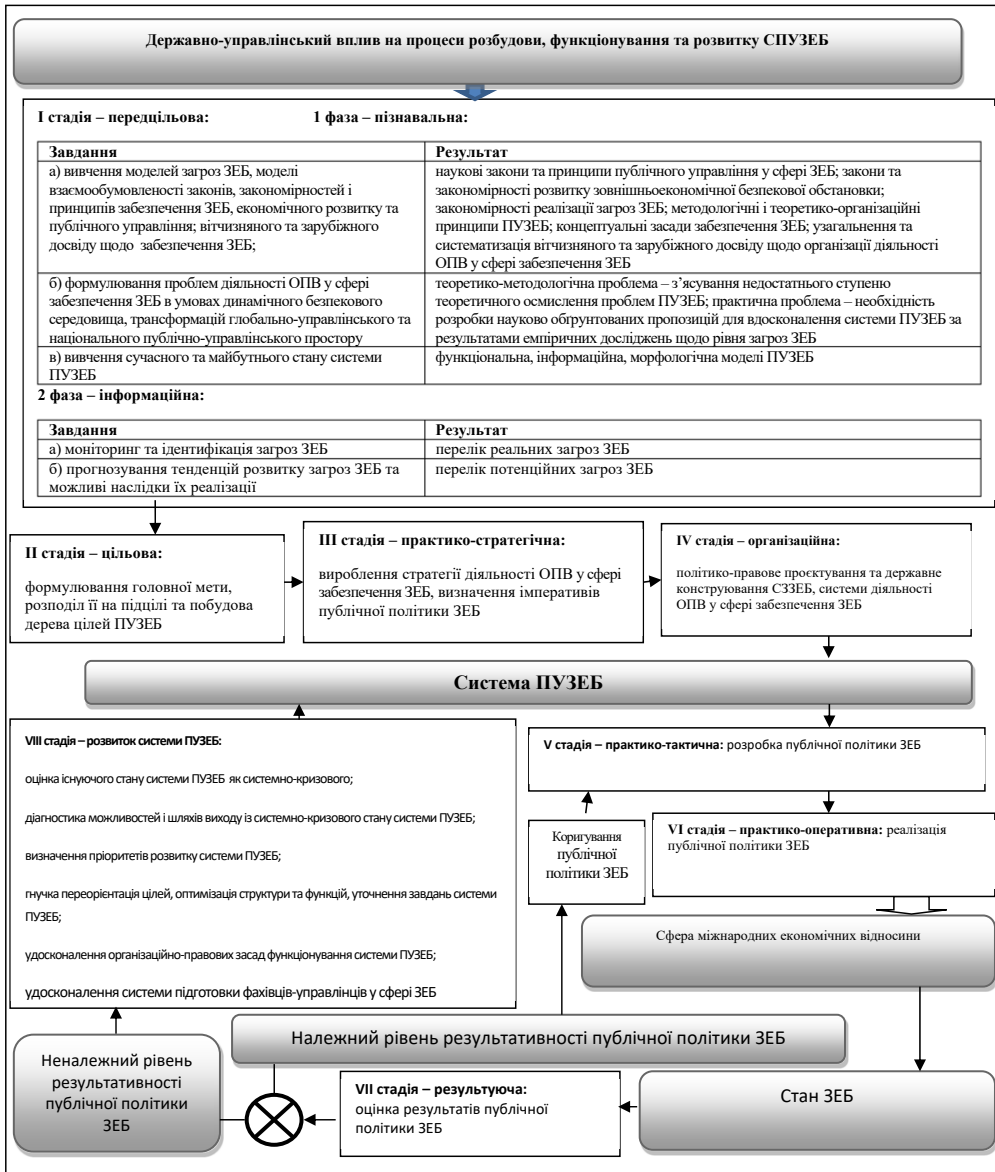 Державно-управлінський вплив на процеси розбудови, функціонування та розвитку СПУЗЕБ
І стадія – передцільова: 1 фаза – пізнавальна:
Завдання
Результат
а) вивчення моделей загроз ЗЕБ, моделі
взаємообумовленості законів, закономірностей і
принципів забезпечення ЗЕБ, економічного розвитку та
публічного управління; вітчизняного та зарубіжного
досвіду щодо забезпечення ЗЕБ;
наукові закони та принципи публічного управління у сфері ЗЕБ; закони та
закономірності розвитку зовнішньоекономічної безпекової обстановки;
закономірності реалізації загроз ЗЕБ; методологічні і теоретико-організаційні
принципи ПУЗЕБ; концептуальні засади забезпечення ЗЕБ; узагальнення
та систематизація вітчизняного та зарубіжного досвіду щодо організації діяльності
ОПВ у сфері забезпечення ЗЕБ
б) формулювання проблем діяльності ОПВ у сфері
забезпечення ЗЕБ в умовах динамічного безпекового
середовища, трансформацій глобально-управлінського та
національного публічно-управлінського простору
теоретико-методологічна проблема – з’ясування недостатнього ступеню
теоретичного осмислення проблем ПУЗЕБ; практична проблема – необхідність
розробки науково обґрунтованих пропозицій для вдосконалення системи ПУЗЕБ за
результатами емпіричних досліджень щодо рівня загроз ЗЕБ
в) вивчення сучасного та майбутнього стану системи
ПУЗЕБ
функціональна, інформаційна, морфологічна моделі ПУЗЕБ
2 фаза – інформаційна:
Завдання
Результат
а) моніторинг та ідентифікація загроз ЗЕБ
перелік реальних загроз ЗЕБ
б) прогнозування тенденцій розвитку загроз ЗЕБ та
можливі наслідки їх реалізації
перелік потенційних загроз ЗЕБ
ІІ стадія – цільова:
формулювання головної мети,
розподіл її на підцілі та побудова
дерева цілей ПУЗЕБ
ІІІ стадія – практико-стратегічна:
вироблення стратегії діяльності ОПВ у сфері
забезпечення ЗЕБ, визначення імперативів
публічної політики ЗЕБ
IV стадія – організаційна:
політико-правове проєктування та державне
конструювання СЗЗЕБ, системи діяльності
ОПВ у сфері забезпечення ЗЕБ
Система ПУЗЕБ
VIII стадія – розвиток системи ПУЗЕБ:
оцінка існуючого стану системи ПУЗЕБ як системно-кризового;
діагностика можливостей і шляхів виходу із системно-кризового стану системи ПУЗЕБ;
визначення пріоритетів розвитку системи ПУЗЕБ;
гнучка переорієнтація цілей, оптимізація структури та функцій, уточнення завдань системи
ПУЗЕБ;
удосконалення організаційно-правових засад функціонування системи ПУЗЕБ;
удосконалення системи підготовки фахівців-управлінців у сфері ЗЕБ
V стадія – практико-тактична: розробка публічної політики ЗЕБ
Коригування
публічної
політики ЗЕБ
VI стадія – практико-оперативна: реалізація
публічної політики ЗЕБ
Сфера міжнародних економічних відносини
Належний рівень результативності публічної політики ЗЕБ
Неналежний рівень
результативності
публічної політики
ЗЕБ
VII стадія – результуюча:
оцінка результатів публічної
політики ЗЕБ
Стан ЗЕБ